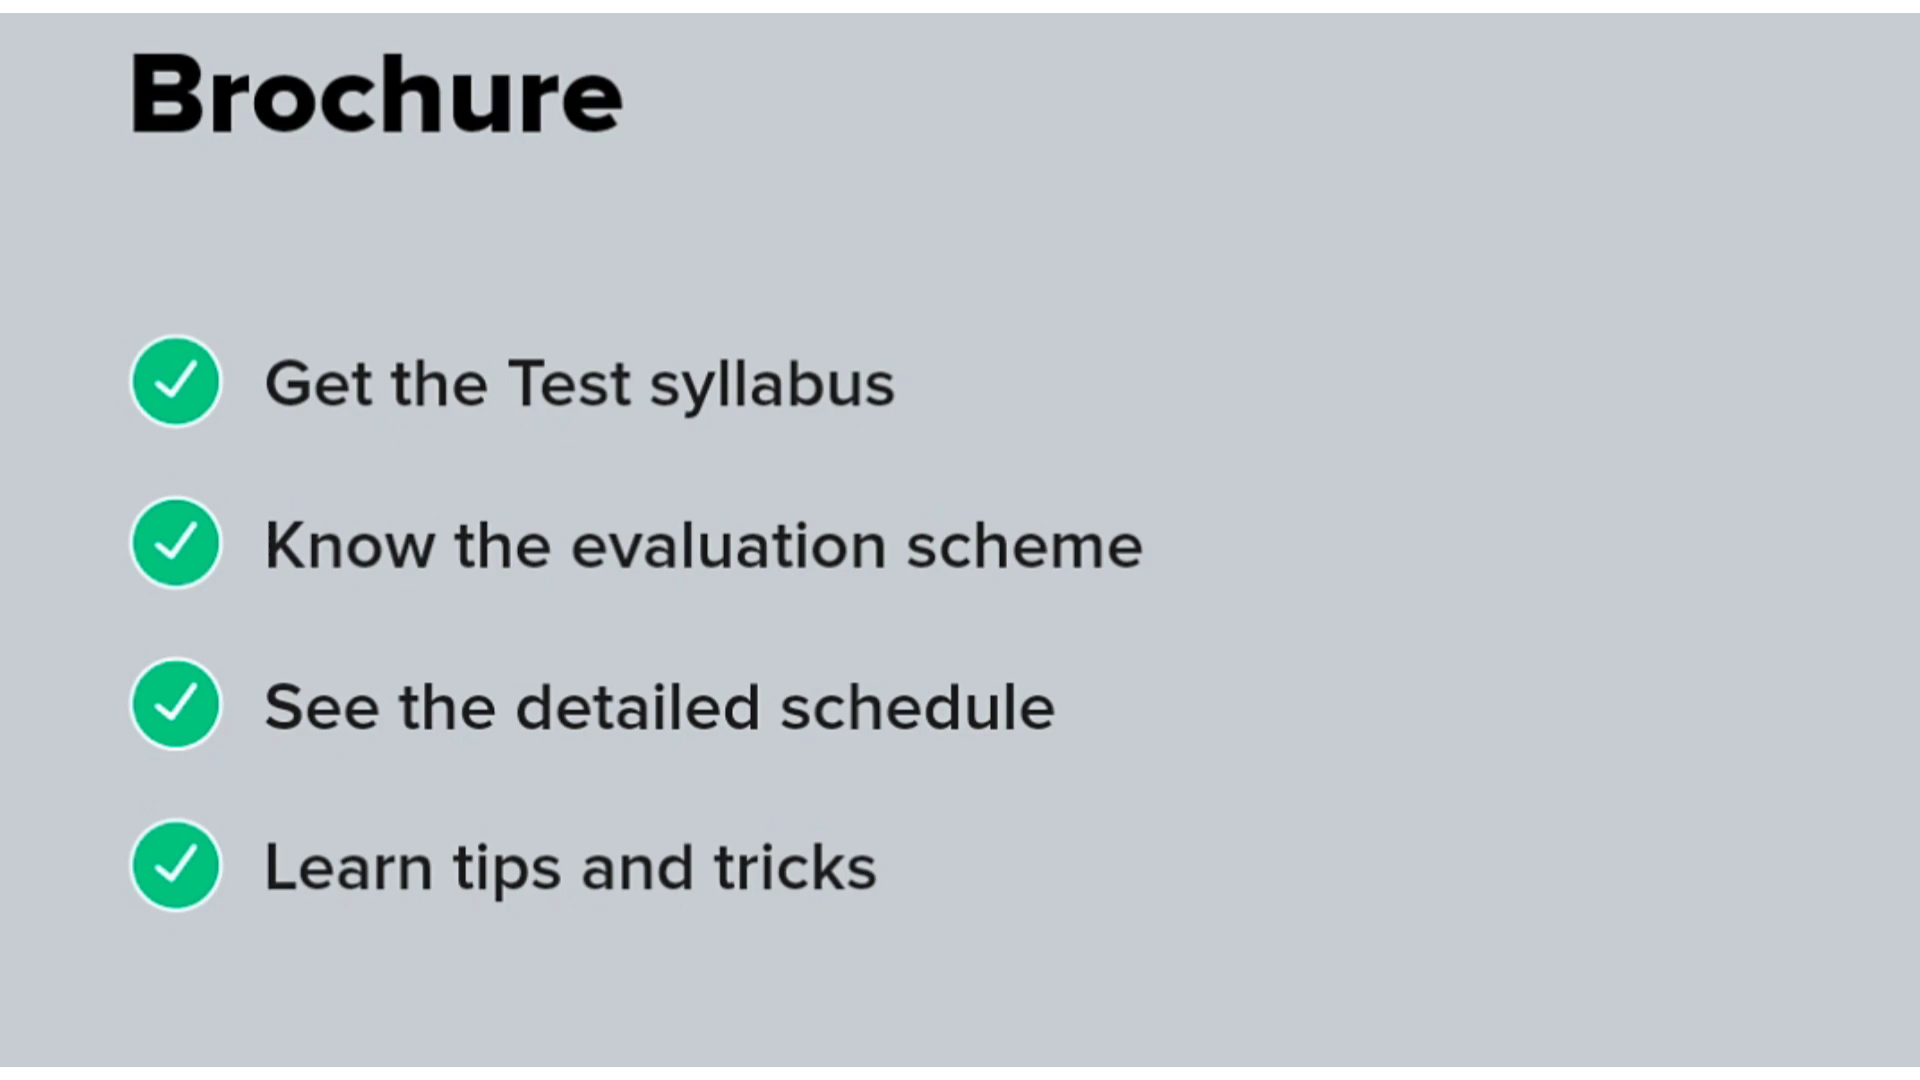 Brochure
Get the Test syllabus
Know the evaluation scheme
See the detailed schedule
Learn tips and tricks